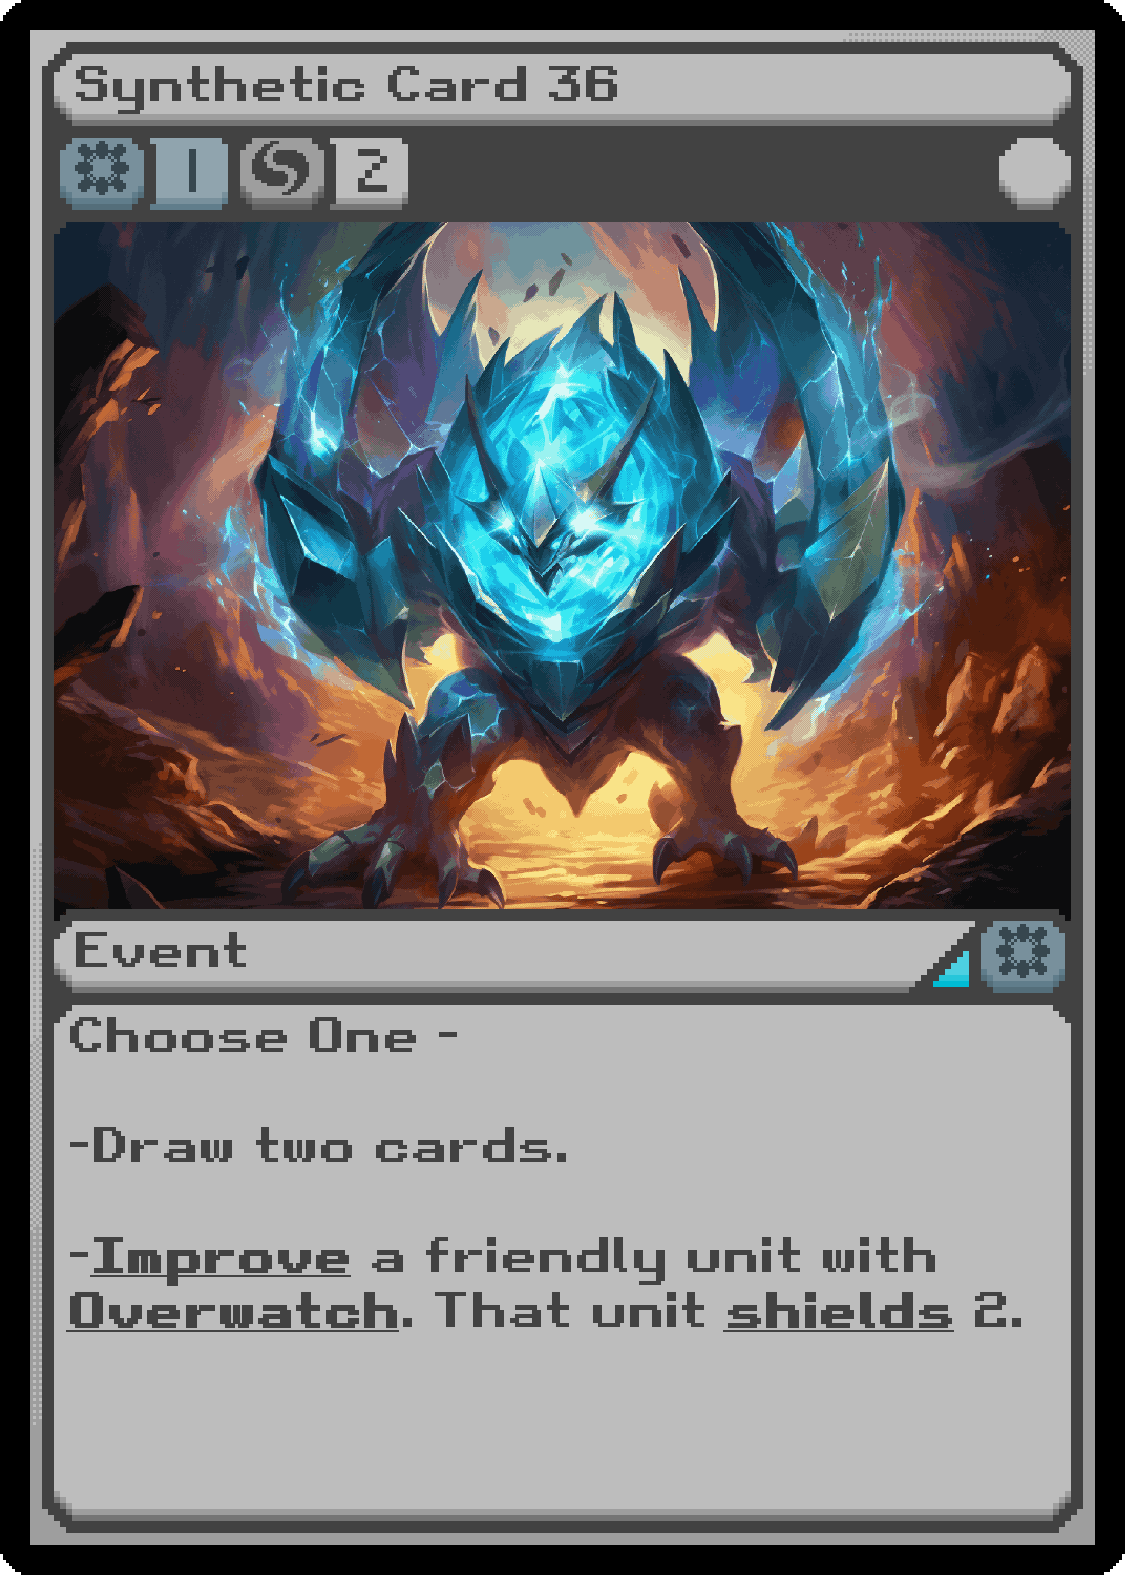 Synthetic Card 36
1 2
Event
Choose One -
-Draw two cards.
-Improve a friendly unit with
Overwatch. That unit shields 2.